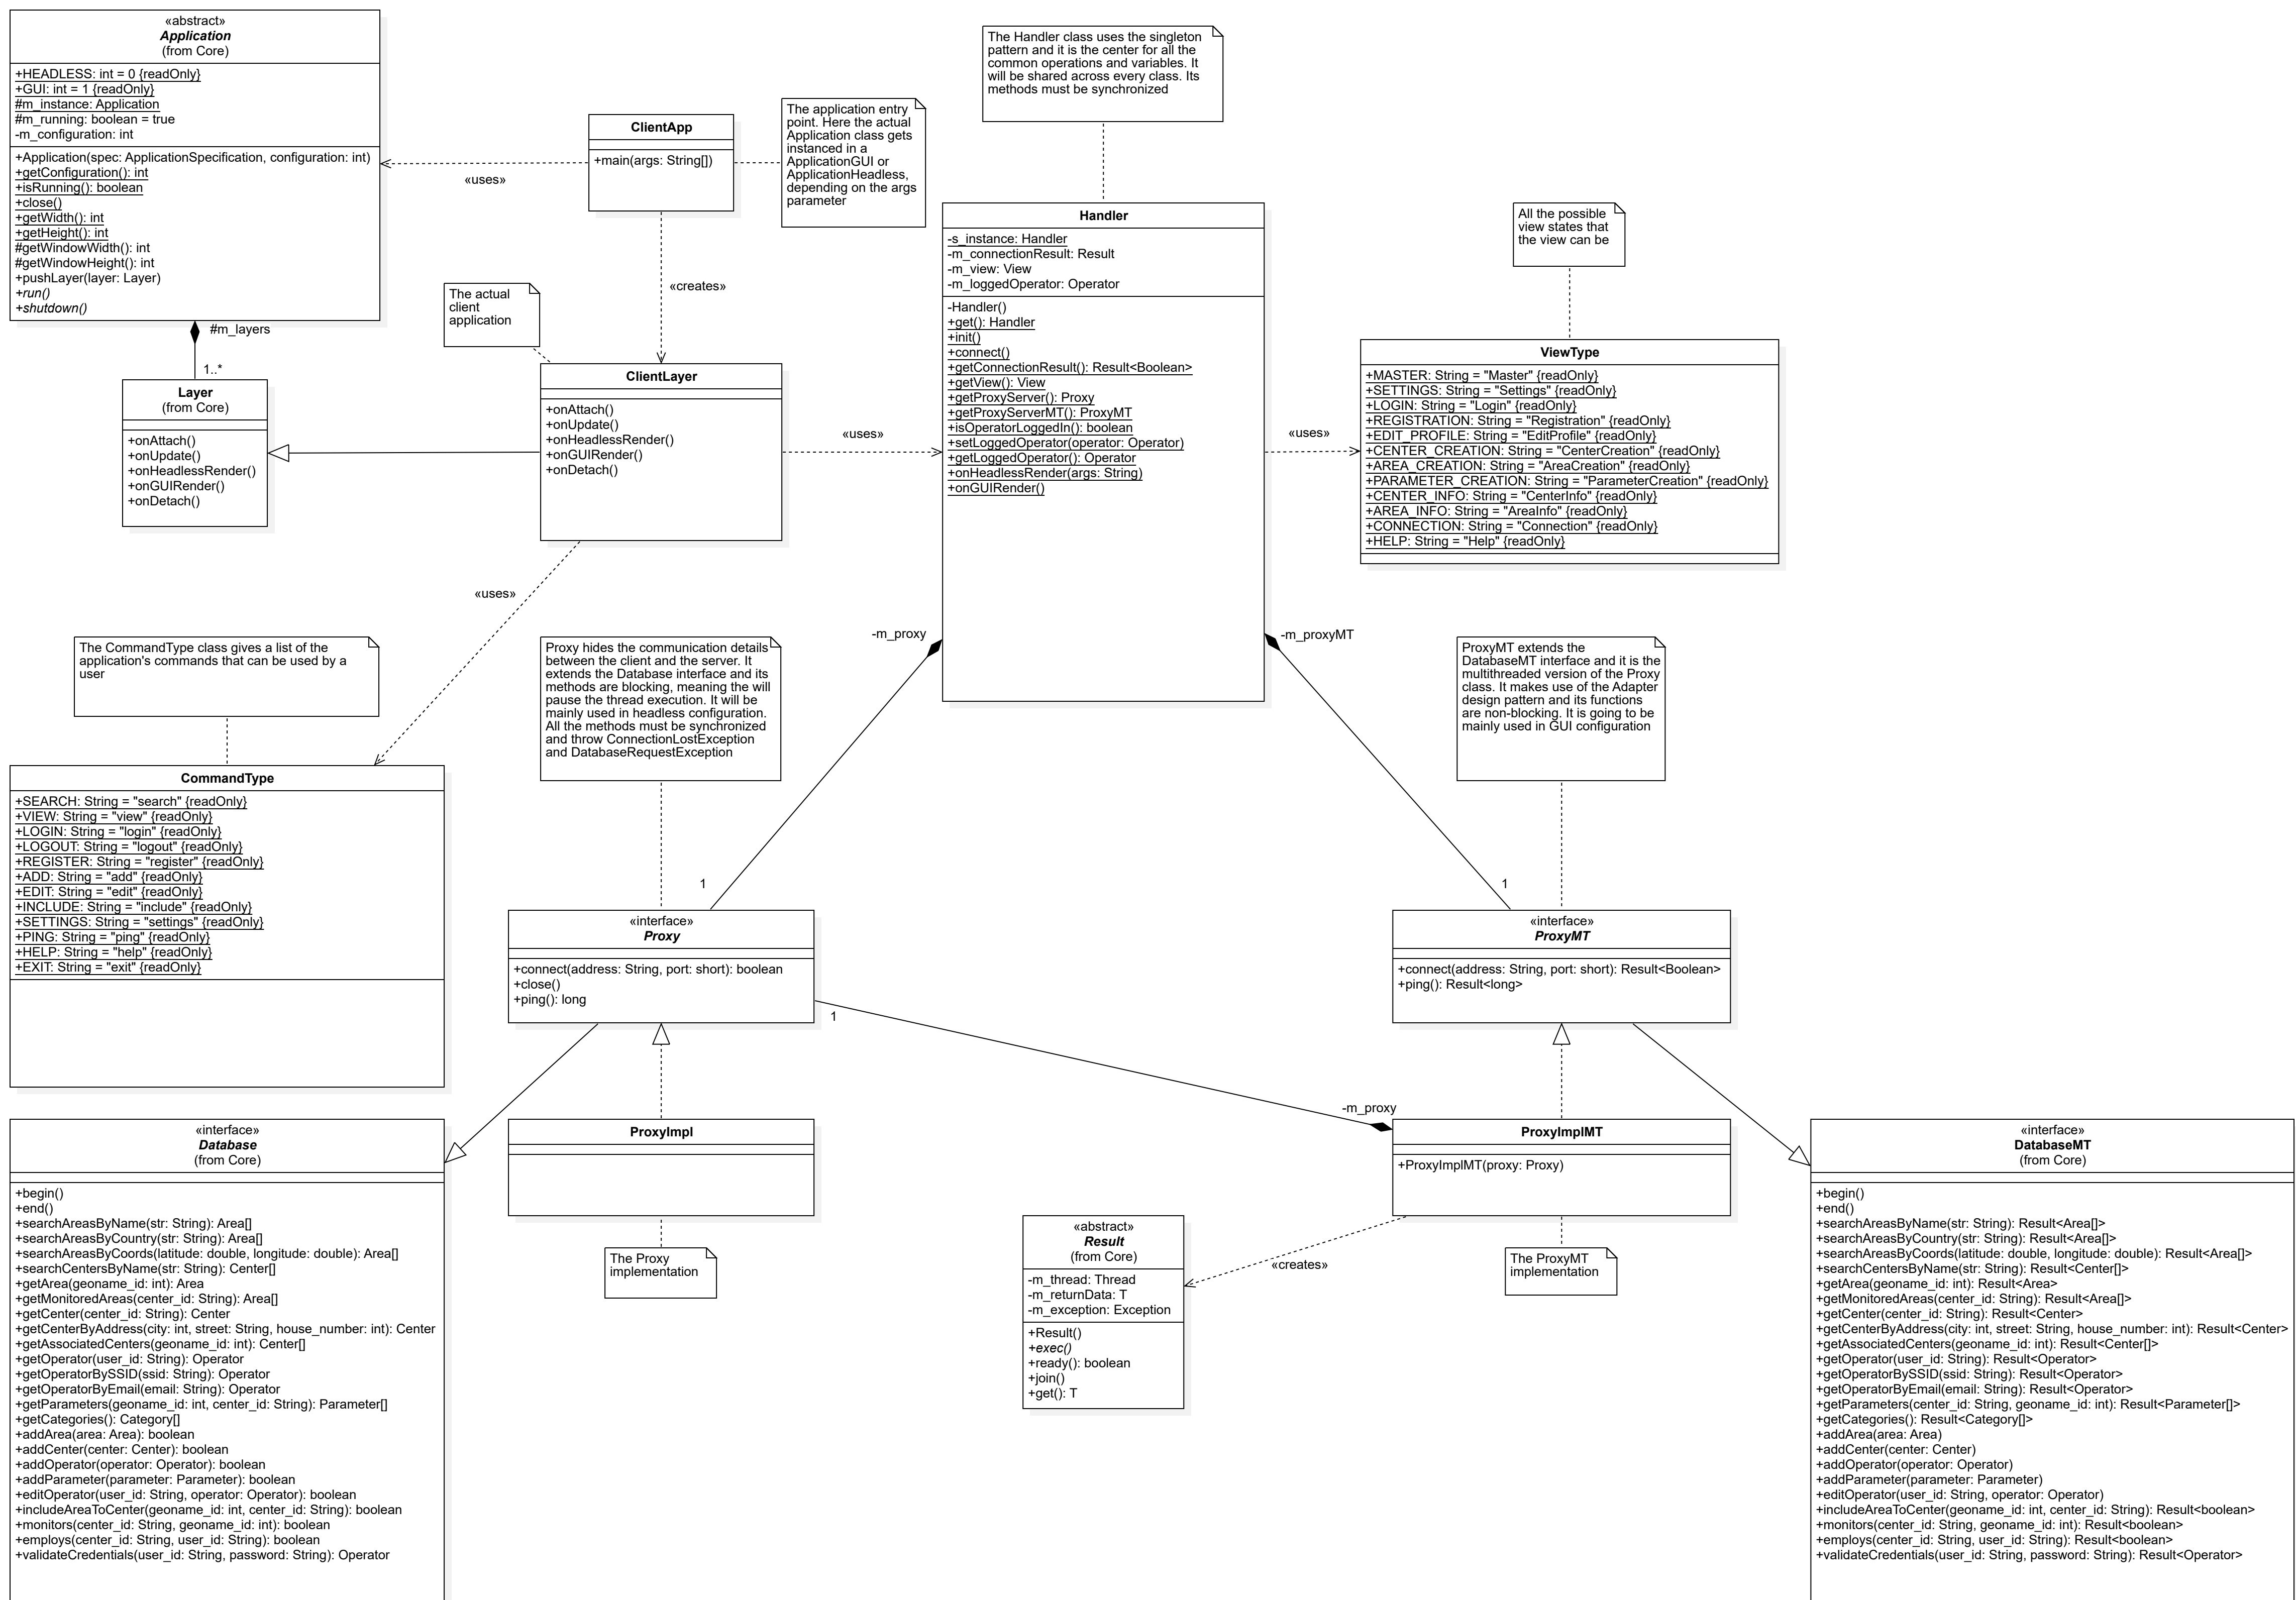 «abstract»
Application
(from Core)
+HEADLESS: int = 0 {readOnly}
+GUI: int = 1 {readOnly}
#m_instance: Application
#m_running: boolean = true
-m_configuration: int
+Application(spec: ApplicationSpecification, configuration: int)
+getConfiguration(): int
+isRunning(): boolean
+close()
+getWidth(): int
+getHeight(): int
#getWindowWidth(): int
#getWindowHeight(): int
+pushLayer(layer: Layer)
+run()
+shutdown()
#m_layers
1..*
Layer
(from Core)
+onAttach()
+onUpdate()
+onHeadlessRender()
+onGUIRender()
+onDetach()
«uses»
ClientApp
+main(args: String[])
The application entry
point. Here the actual
Application class gets
instanced in a
ApplicationGUI or
ApplicationHeadless,
depending on the args
parameter
«creates»
The actual
client
application
ClientLayer
+onAttach()
+onUpdate()
+onHeadlessRender()
+onGUIRender()
+onDetach()
«uses»
«uses»
The Handler class uses the singleton
pattern and it is the center for all the
common operations and variables. It
will be shared across every class. Its
methods must be synchronized
Handler
-s_instance: Handler
-m_connectionResult: Result
-m_view: View
-m_loggedOperator: Operator
-Handler()
+get(): Handler
+init()
+connect()
+getConnectionResult(): Result<Boolean>
+getView(): View
+getProxyServer(): Proxy
+getProxyServerMT(): ProxyMT
+isOperatorLoggedIn(): boolean
+setLoggedOperator(operator: Operator)
+getLoggedOperator(): Operator
+onHeadlessRender(args: String)
+onGUIRender()
«uses»
All the possible
view states that
the view can be
ViewType
+MASTER: String = "Master" {readOnly}
+SETTINGS: String = "Settings" {readOnly}
+LOGIN: String = "Login" {readOnly}
+REGISTRATION: String = "Registration" {readOnly}
+EDIT_PROFILE: String = "EditProfile" {readOnly}
+CENTER_CREATION: String = "CenterCreation" {readOnly}
+AREA_CREATION: String = "AreaCreation" {readOnly}
+PARAMETER_CREATION: String = "ParameterCreation" {readOnly}
+CENTER_INFO: String = "CenterInfo" {readOnly}
+AREA_INFO: String = "AreaInfo" {readOnly}
+CONNECTION: String = "Connection" {readOnly}
+HELP: String = "Help" {readOnly}
The CommandType class gives a list of the
application's commands that can be used by a
user
CommandType
+SEARCH: String = "search" {readOnly}
+VIEW: String = "view" {readOnly}
+LOGIN: String = "login" {readOnly}
+LOGOUT: String = "logout" {readOnly}
+REGISTER: String = "register" {readOnly}
+ADD: String = "add" {readOnly}
+EDIT: String = "edit" {readOnly}
+INCLUDE: String = "include" {readOnly}
+SETTINGS: String = "settings" {readOnly}
+PING: String = "ping" {readOnly}
+HELP: String = "help" {readOnly}
+EXIT: String = "exit" {readOnly}
Proxy hides the communication details
between the client and the server. It
extends the Database interface and its
methods are blocking, meaning the will
pause the thread execution. It will be
mainly used in headless configuration.
All the methods must be synchronized
and throw ConnectionLostException
and DatabaseRequestException
-m_proxy
-m_proxyMT
ProxyMT extends the
DatabaseMT interface and it is the
multithreaded version of the Proxy
class. It makes use of the Adapter
design pattern and its functions
are non-blocking. It is going to be
mainly used in GUI configuration
1
1
«interface»
Proxy
+connect(address: String, port: short): boolean
+close()
+ping(): long
1
«interface»
ProxyMT
+connect(address: String, port: short): Result<Boolean>
+ping(): Result<long>
-m_proxy
«interface»
Database
(from Core)
+begin()
+end()
+searchAreasByName(str: String): Area[]
+searchAreasByCountry(str: String): Area[]
+searchAreasByCoords(latitude: double, longitude: double): Area[]
+searchCentersByName(str: String): Center[]
+getArea(geoname_id: int): Area
+getMonitoredAreas(center_id: String): Area[]
+getCenter(center_id: String): Center
+getCenterByAddress(city: int, street: String, house_number: int): Center
+getAssociatedCenters(geoname_id: int): Center[]
+getOperator(user_id: String): Operator
+getOperatorBySSID(ssid: String): Operator
+getOperatorByEmail(email: String): Operator
+getParameters(geoname_id: int, center_id: String): Parameter[]
+getCategories(): Category[]
+addArea(area: Area): boolean
+addCenter(center: Center): boolean
+addOperator(operator: Operator): boolean
+addParameter(parameter: Parameter): boolean
+editOperator(user_id: String, operator: Operator): boolean
+includeAreaToCenter(geoname_id: int, center_id: String): boolean
+monitors(center_id: String, geoname_id: int): boolean
+employs(center_id: String, user_id: String): boolean
+validateCredentials(user_id: String, password: String): Operator
ProxyImpl
The Proxy
implementation
ProxyImplMT
+ProxyImplMT(proxy: Proxy)
The ProxyMT
implementation
«creates»
«abstract»
Result
(from Core)
-m_thread: Thread
-m_returnData: T
-m_exception: Exception
+Result()
+exec()
+ready(): boolean
+join()
+get(): T
«interface»
DatabaseMT
(from Core)
+begin()
+end()
+searchAreasByName(str: String): Result<Area[]>
+searchAreasByCountry(str: String): Result<Area[]>
+searchAreasByCoords(latitude: double, longitude: double): Result<Area[]>
+searchCentersByName(str: String): Result<Center[]>
+getArea(geoname_id: int): Result<Area>
+getMonitoredAreas(center_id: String): Result<Area[]>
+getCenter(center_id: String): Result<Center>
+getCenterByAddress(city: int, street: String, house_number: int): Result<Center>
+getAssociatedCenters(geoname_id: int): Result<Center[]>
+getOperator(user_id: String): Result<Operator>
+getOperatorBySSID(ssid: String): Result<Operator>
+getOperatorByEmail(email: String): Result<Operator>
+getParameters(center_id: String, geoname_id: int): Result<Parameter[]>
+getCategories(): Result<Category[]>
+addArea(area: Area)
+addCenter(center: Center)
+addOperator(operator: Operator)
+addParameter(parameter: Parameter)
+editOperator(user_id: String, operator: Operator)
+includeAreaToCenter(geoname_id: int, center_id: String): Result<boolean>
+monitors(center_id: String, geoname_id: int): Result<boolean>
+employs(center_id: String, user_id: String): Result<boolean>
+validateCredentials(user_id: String, password: String): Result<Operator>